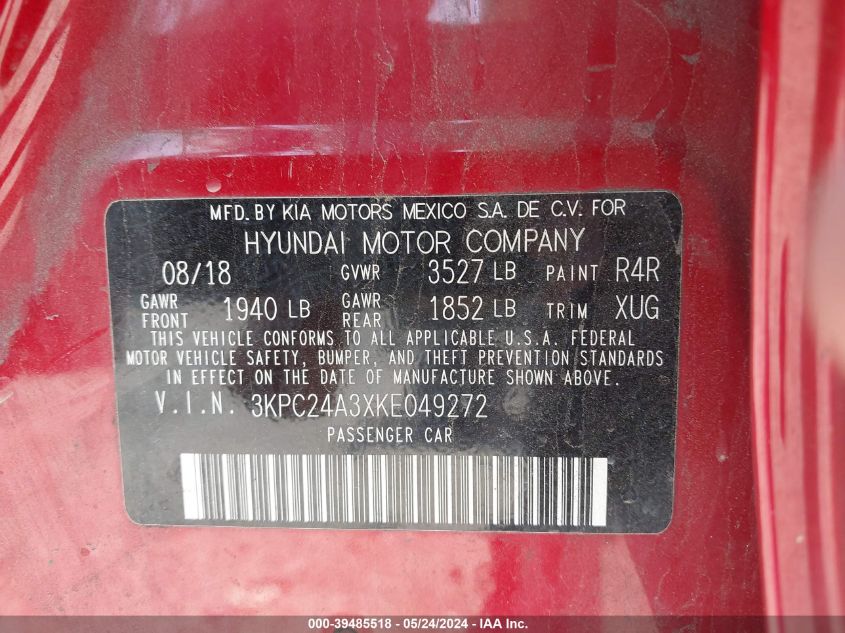 MFD. BY KIA MOTORS MEXICO S.A. DE C.V. FOR
HYUNDAI MOTOR COMPANY
08/18 GVWR 3527 LB PAINT R4R
GAWR FRONT 1940 LB GAWR REAR 1852 LB TRIM XUG
THIS VEHICLE CONFORMS TO ALL APPLICABLE U.S.A. FEDERAL
MOTOR VEHICLE SAFETY, BUMPER, AND THEFT PREVENTION STANDARDS
IN EFFECT ON THE DATE OF MANUFACTURE SHOWN ABOVE.
V.I.N. 3KPC24A3XKE049272
PASSENGER CAR
000-39485518 - 05/24/2024 - IAA Inc.